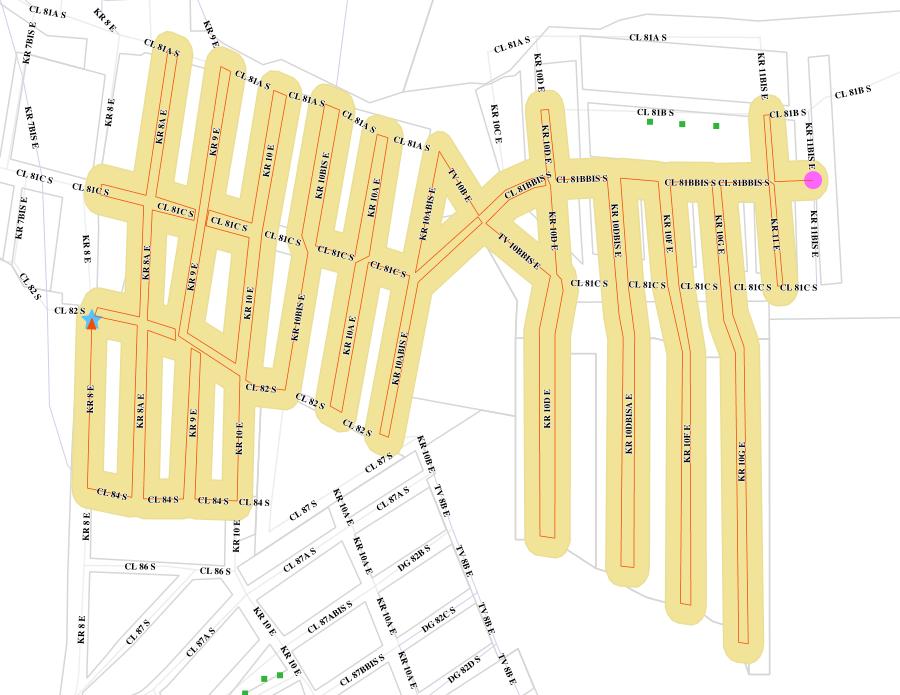 CL 81A S
KR 8 E
KR 9 E
KR 7BIS E
CL 81A S
CL 81A S
CL 81A S
KR 10D E
KR 11BIS E
CL 81A S
CL 81A S
CL 81A S
CL 81A S
CL 81B S
KR 8 E
KR 7BIS E
KR 8A E
KR 9 E
KR 10 E
KR 10C E
KR 10D E
CL 81B S
CL 81B S
KR 11BIS E
CL 81C S
CL 81C S
KR 10BIS E
KR 10A E
TV 10B E
CL 81BBIS S
CL 81BBIS S
CL 81BBIS S
CL 81BBIS S
KR 7BIS E
CL 81C S
CL 81C S
CL 81C S
CL 81C S
CL 81C S
KR 10ABIS E
KR 10D E
KR 10DBIS E
KR 10F E
KR 10G E
KR 11 E
KR 11BIS E
KR 8 E
KR 8A E
KR 9 E
TV 10BBIS E
CL 82 S
CL 81C S
CL 81C S
CL 81C S
CL 81C S
CL 81C S
CL 82 S
KR 10 E
KR 10BIS E
KR 10A E
KR 10ABIS E
KR 8 E
KR 8A E
KR 9 E
KR 10 E
CL 82 S
CL 82 S
CL 82 S
KR 10D E
KR 10DBISA E
KR 10F E
KR 10G E
CL 87 S
KR 10B E
CL 84 S
CL 84 S
CL 84 S
CL 84 S
CL 87 S
KR 10A E
CL 87A S
TV 8B E
KR 8 E
KR 10 E
CL 86 S
CL 86 S
CL 87A S
KR 10A E
DG 82B S
TV 8B E
KR 8 E
CL 87 S
CL 87A S
KR 10 E
CL 87ABIS S
KR 10A E
DG 82C S
TV 8B E
KR 10 E
CL 87BBIS S
KR 10A E
DG 82D S
TV 8B E